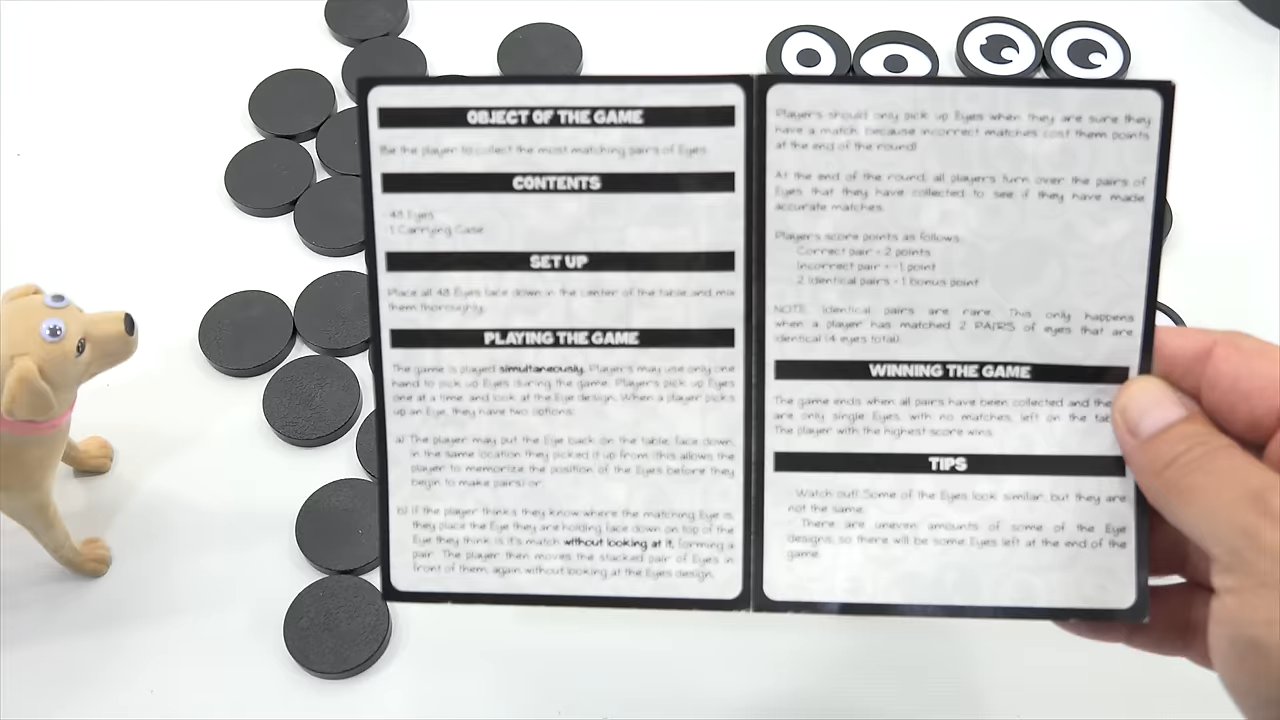 OBJECT OF THE GAME
Be the player to collect the most matching pairs of Eyes.
CONTENTS
· 48 Eyes
· 1 Carrying Case
SET UP
Place all 48 Eyes face down in the center of the table and mix
them thoroughly.
PLAYING THE GAME
The game is played simultaneously. Players may use only one
hand to pick up Eyes during the game. Players pick up Eyes
one at a time and look at the Eye design. When a player picks
up an Eye, they have two options:
a) The player may put the Eye back on the table, face down,
in the same location they picked it up from (this allows the
player to memorize the position of the Eyes before they
begin to make pairs) or;
b) If the player thinks they know where the matching Eye is,
they place the Eye they are holding face down on top of the
Eye they think is it's match without looking at it, forming a
pair. The player then moves the stacked pair of Eyes in
front of them, again without looking at the Eyes design.
Players should only pick up Eyes when they are sure they
have a match, because incorrect matches cost them points
at the end of the round!
At the end of the round, all players turn over the pairs of
Eyes that they have collected to see if they have made
accurate matches.
Players score points as follows:
Correct pair = 2 points
Incorrect pair = -1 point
2 Identical pairs = 1 bonus point
NOTE: Identical pairs are rare. This only happens
when a player has matched 2 PAIRS of eyes that are
identical (4 eyes total).
WINNING THE GAME
The game ends when all pairs have been collected and there
are only single Eyes, with no matches, left on the tab
The player with the highest score wins.
TIPS
· Watch out! Some of the Eyes look similar, but they are
not the same.
· There are uneven amounts of some of the Eye
designs, so there will be some Eyes left at the end of the
game.